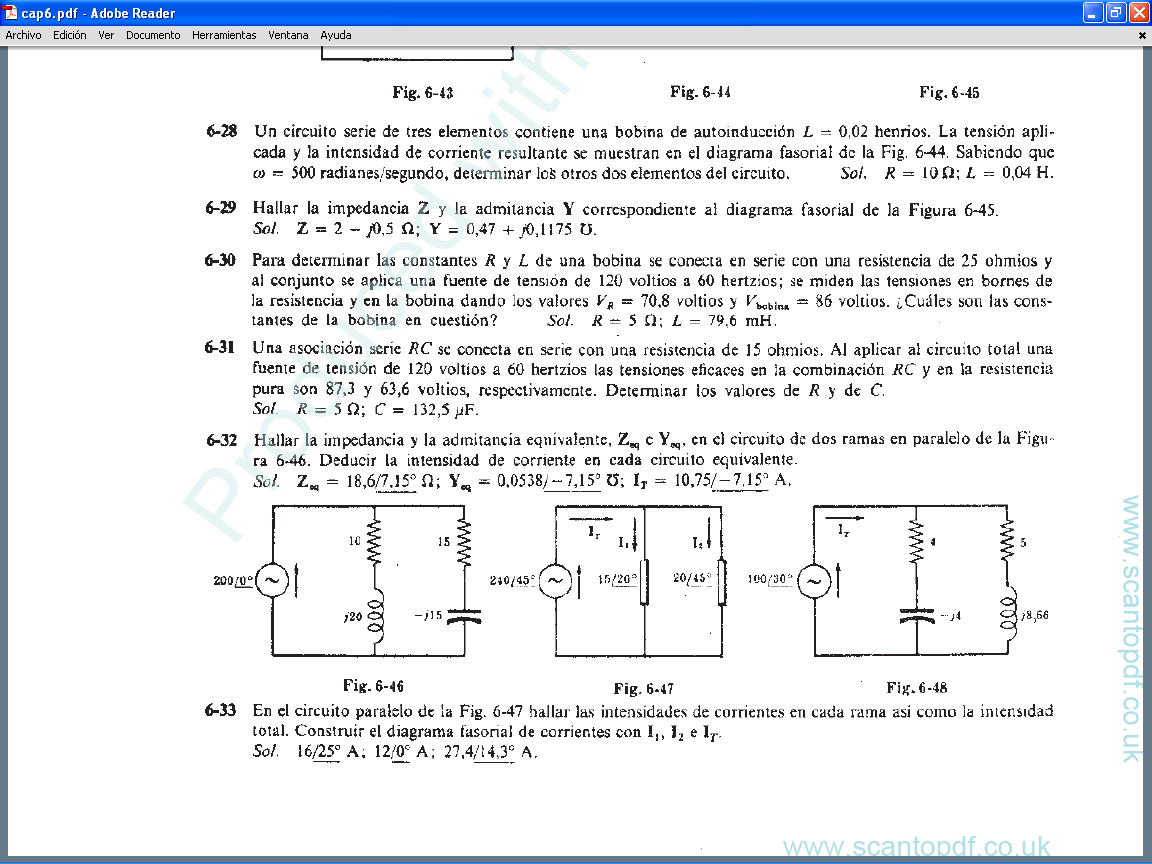 cap6.pdf - Adobe Reader
Archivo Edición Ver Documento Herramientas Ventana Ayuda
Fig. 6-43 Fig. 6-44 Fig. 6-45
6-28 Un circuito serie de tres elementos contiene una bobina de autoinducción L = 0,02 henrios. La tensión apli-
cada y la intensidad de corriente resultante se muestran en el diagrama fasorial de la Fig. 6-44. Sabiendo que
ω = 500 radianes/segundo, determinar los otros dos elementos del circuito. Sol. R = 10 Ω; L = 0,04 H.
6-29 Hallar la impedancia Z y la admitancia Y correspondiente al diagrama fasorial de la Figura 6-45.
Sol. Z = 2 − j0,5 Ω; Y = 0,47 + j0,1175 ℧.
6-30 Para determinar las constantes R y L de una bobina se conecta en serie con una resistencia de 25 ohmios y
al conjunto se aplica una fuente de tensión de 120 voltios a 60 hertzios; se miden las tensiones en bornes de
la resistencia y en la bobina dando los valores V_R = 70,8 voltios y V_bobina = 86 voltios. ¿Cuáles son las cons-
tantes de la bobina en cuestión? Sol. R = 5 Ω; L = 79,6 mH.
6-31 Una asociación serie RC se conecta en serie con una resistencia de 15 ohmios. Al aplicar al circuito total una
fuente de tensión de 120 voltios a 60 hertzios las tensiones eficaces en la combinación RC y en la resistencia
pura son 87,3 y 63,6 voltios, respectivamente. Determinar los valores de R y de C.
Sol. R = 5 Ω; C = 132,5 μF.
6-32 Hallar la impedancia y la admitancia equivalente, Z_eq e Y_eq, en el circuito de dos ramas en paralelo de la Figu-
ra 6-46. Deducir la intensidad de corriente en cada circuito equivalente.
Sol. Z_eq = 18,6/7,15° Ω; Y_eq = 0,0538/−7,15° ℧; I_T = 10,75/−7,15° A.
10 15 I_T I_1 I_2 I_T 4 5
200/0° 240/45° 15/20° 20/45° 100/30°
j20 −j15 −j4 j8,66
Fig. 6-46 Fig. 6-47 Fig. 6-48
6-33 En el circuito paralelo de la Fig. 6-47 hallar las intensidades de corrientes en cada rama así como la intensidad
total. Construir el diagrama fasorial de corrientes con I_1, I_2 e I_T.
Sol. 16/25° A; 12/0° A; 27,4/14,3° A.
Produced with
www.scantopdf.co.uk
www.scantopdf.co.uk